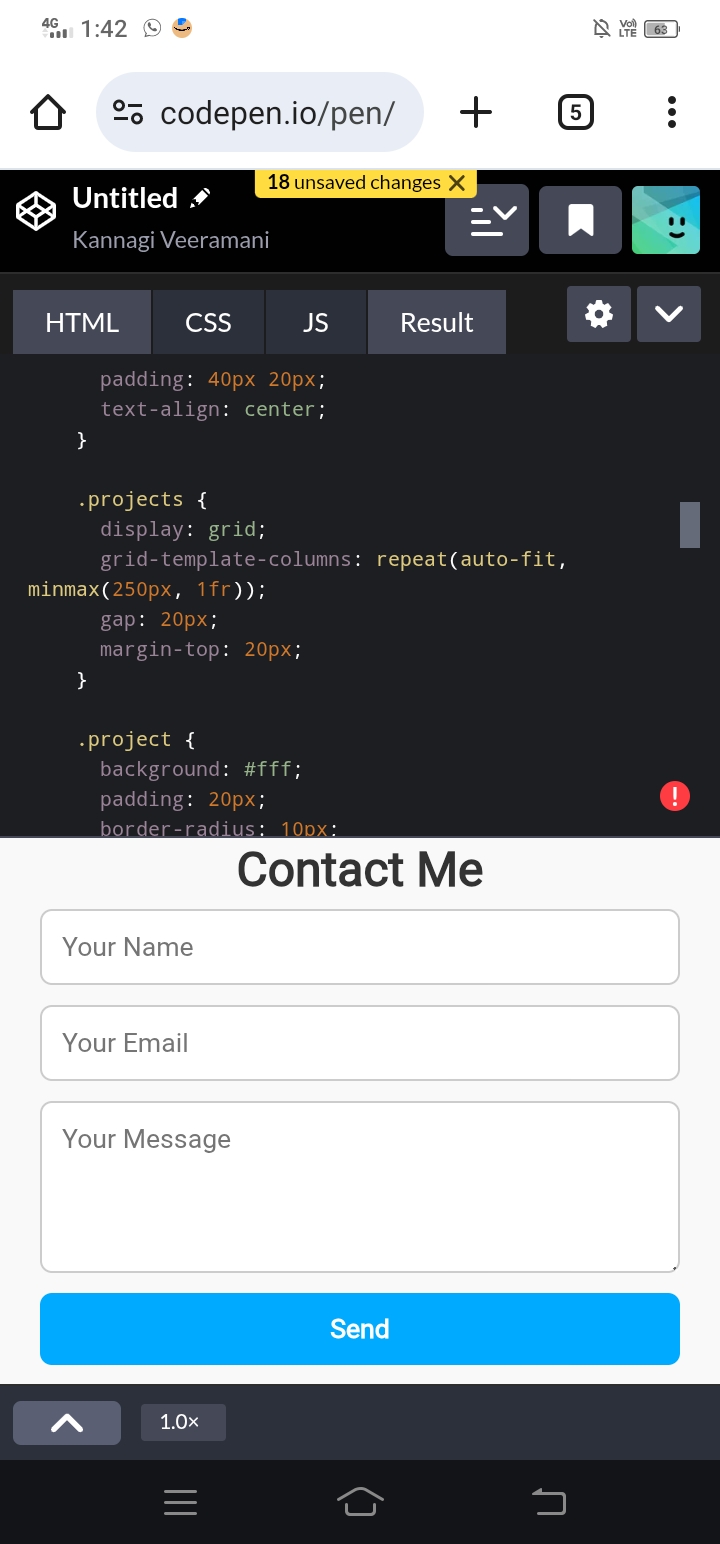 4G 1:42 Vo) LTE 63
codepen.io/pen/ 5
18 unsaved changes
Untitled
Kannagi Veeramani
HTML CSS JS Result
padding: 40px 20px;
text-align: center;
}
.projects {
display: grid;
grid-template-columns: repeat(auto-fit,
minmax(250px, 1fr));
gap: 20px;
margin-top: 20px;
}
.project {
background: #fff;
padding: 20px;
border-radius: 10px;
Contact Me
Your Name
Your Email
Your Message
Send
1.0×